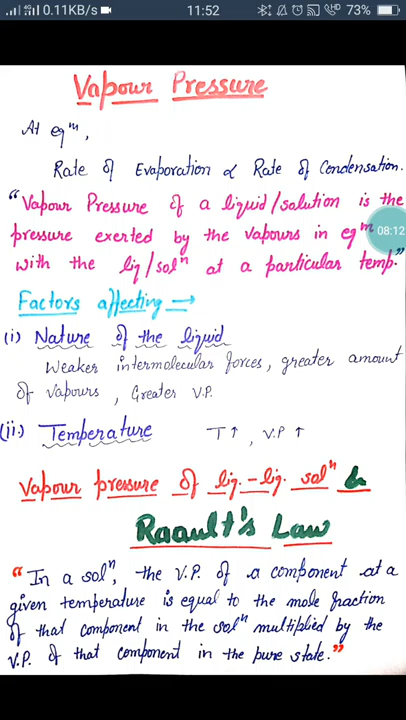 0.11KB/s 11:52 HD 73%
Vapour Pressure
At eqᵐ,
Rate of Evaporation α Rate of Condensation.
"Vapour Pressure of a liquid/solution is the
pressure exerted by the vapours in eqᵐ
08:12
with the liq/solⁿ at a particular temp."
Factors affecting →
(i) Nature of the liquid
Weaker intermolecular forces, greater amount
of vapours, Greater V.P.
(ii.) Temperature T↑, V.P ↑
Vapour pressure of liq.-liq. solⁿ &
Raoult's Law
"In a solⁿ, the V.P. of a component at a
given temperature is equal to the mole fraction
of that component in the solⁿ multiplied by the
V.P. of that component in the pure state."